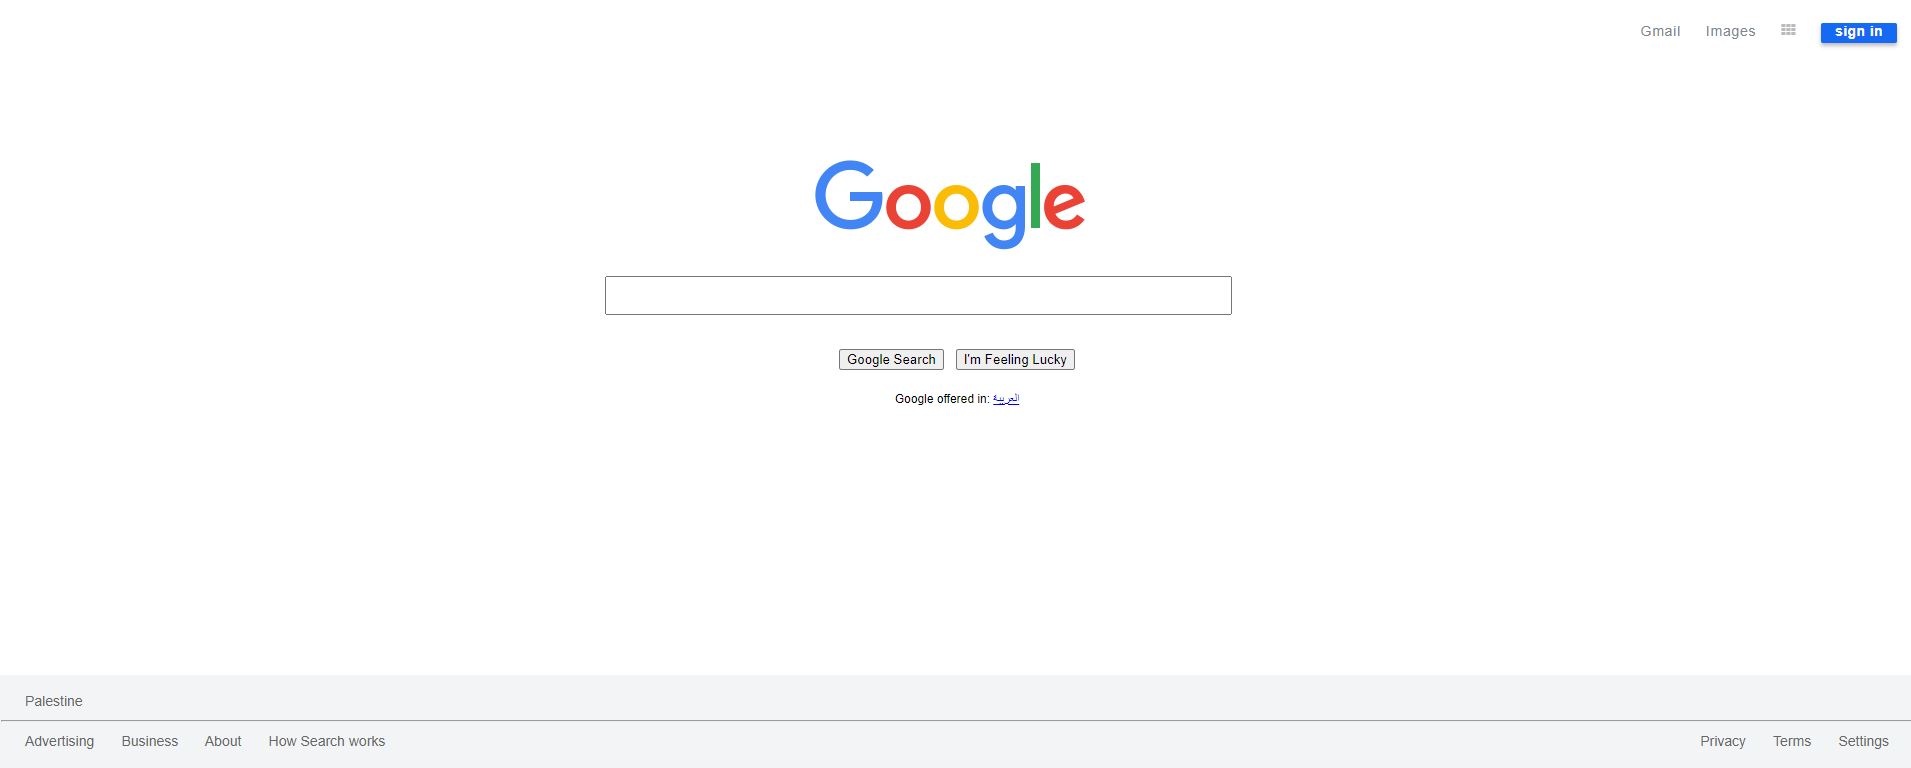 Gmail Images sign in
Google
Google Search I'm Feeling Lucky
Google offered in: العربية
Palestine
Advertising Business About How Search works Privacy Terms Settings